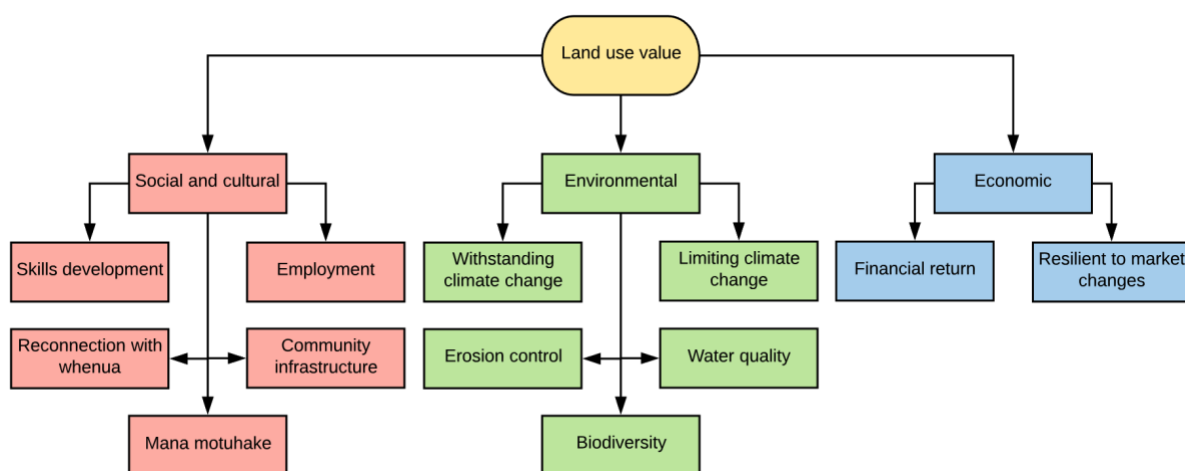 Land use value
Social and cultural
Environmental
Economic
Skills development
Employment
Withstanding
climate change
Limiting climate
change
Financial return
Resilient to market
changes
Reconnection with
whenua
Community
infrastructure
Erosion control
Water quality
Mana motuhake
Biodiversity